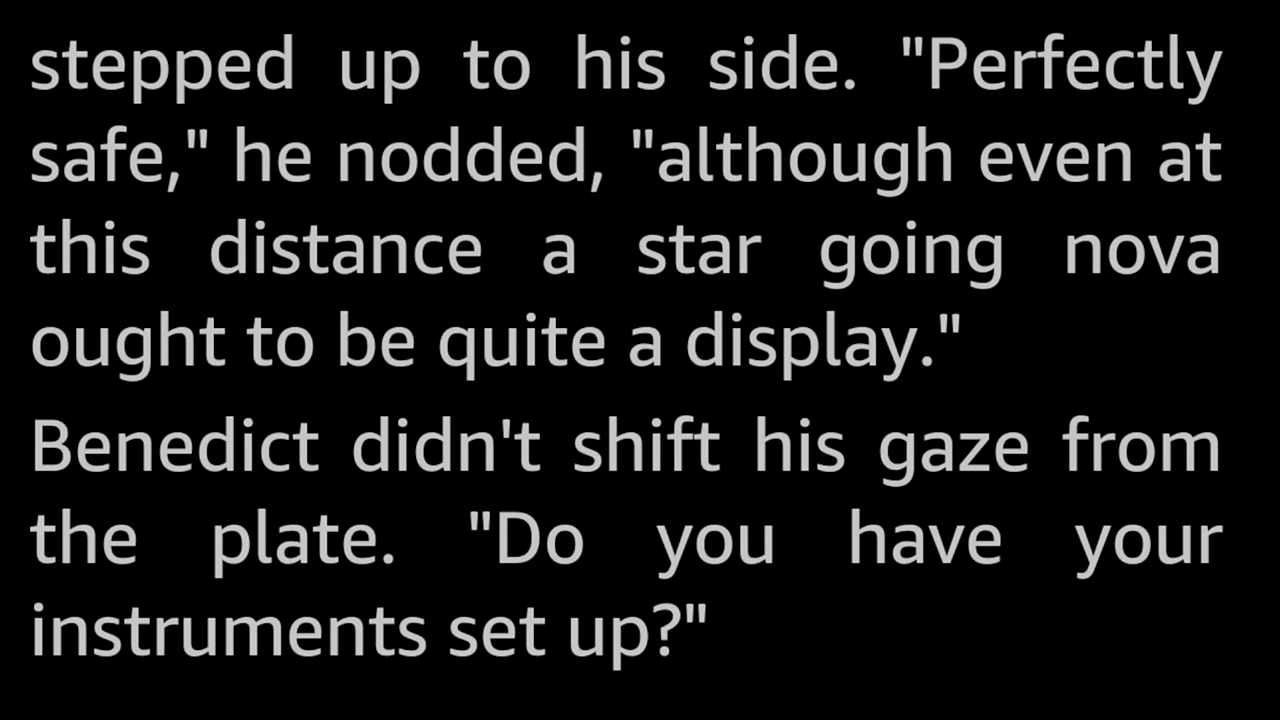 stepped up to his side. "Perfectly
safe," he nodded, "although even at
this distance a star going nova
ought to be quite a display."
Benedict didn't shift his gaze from
the plate. "Do you have your
instruments set up?"